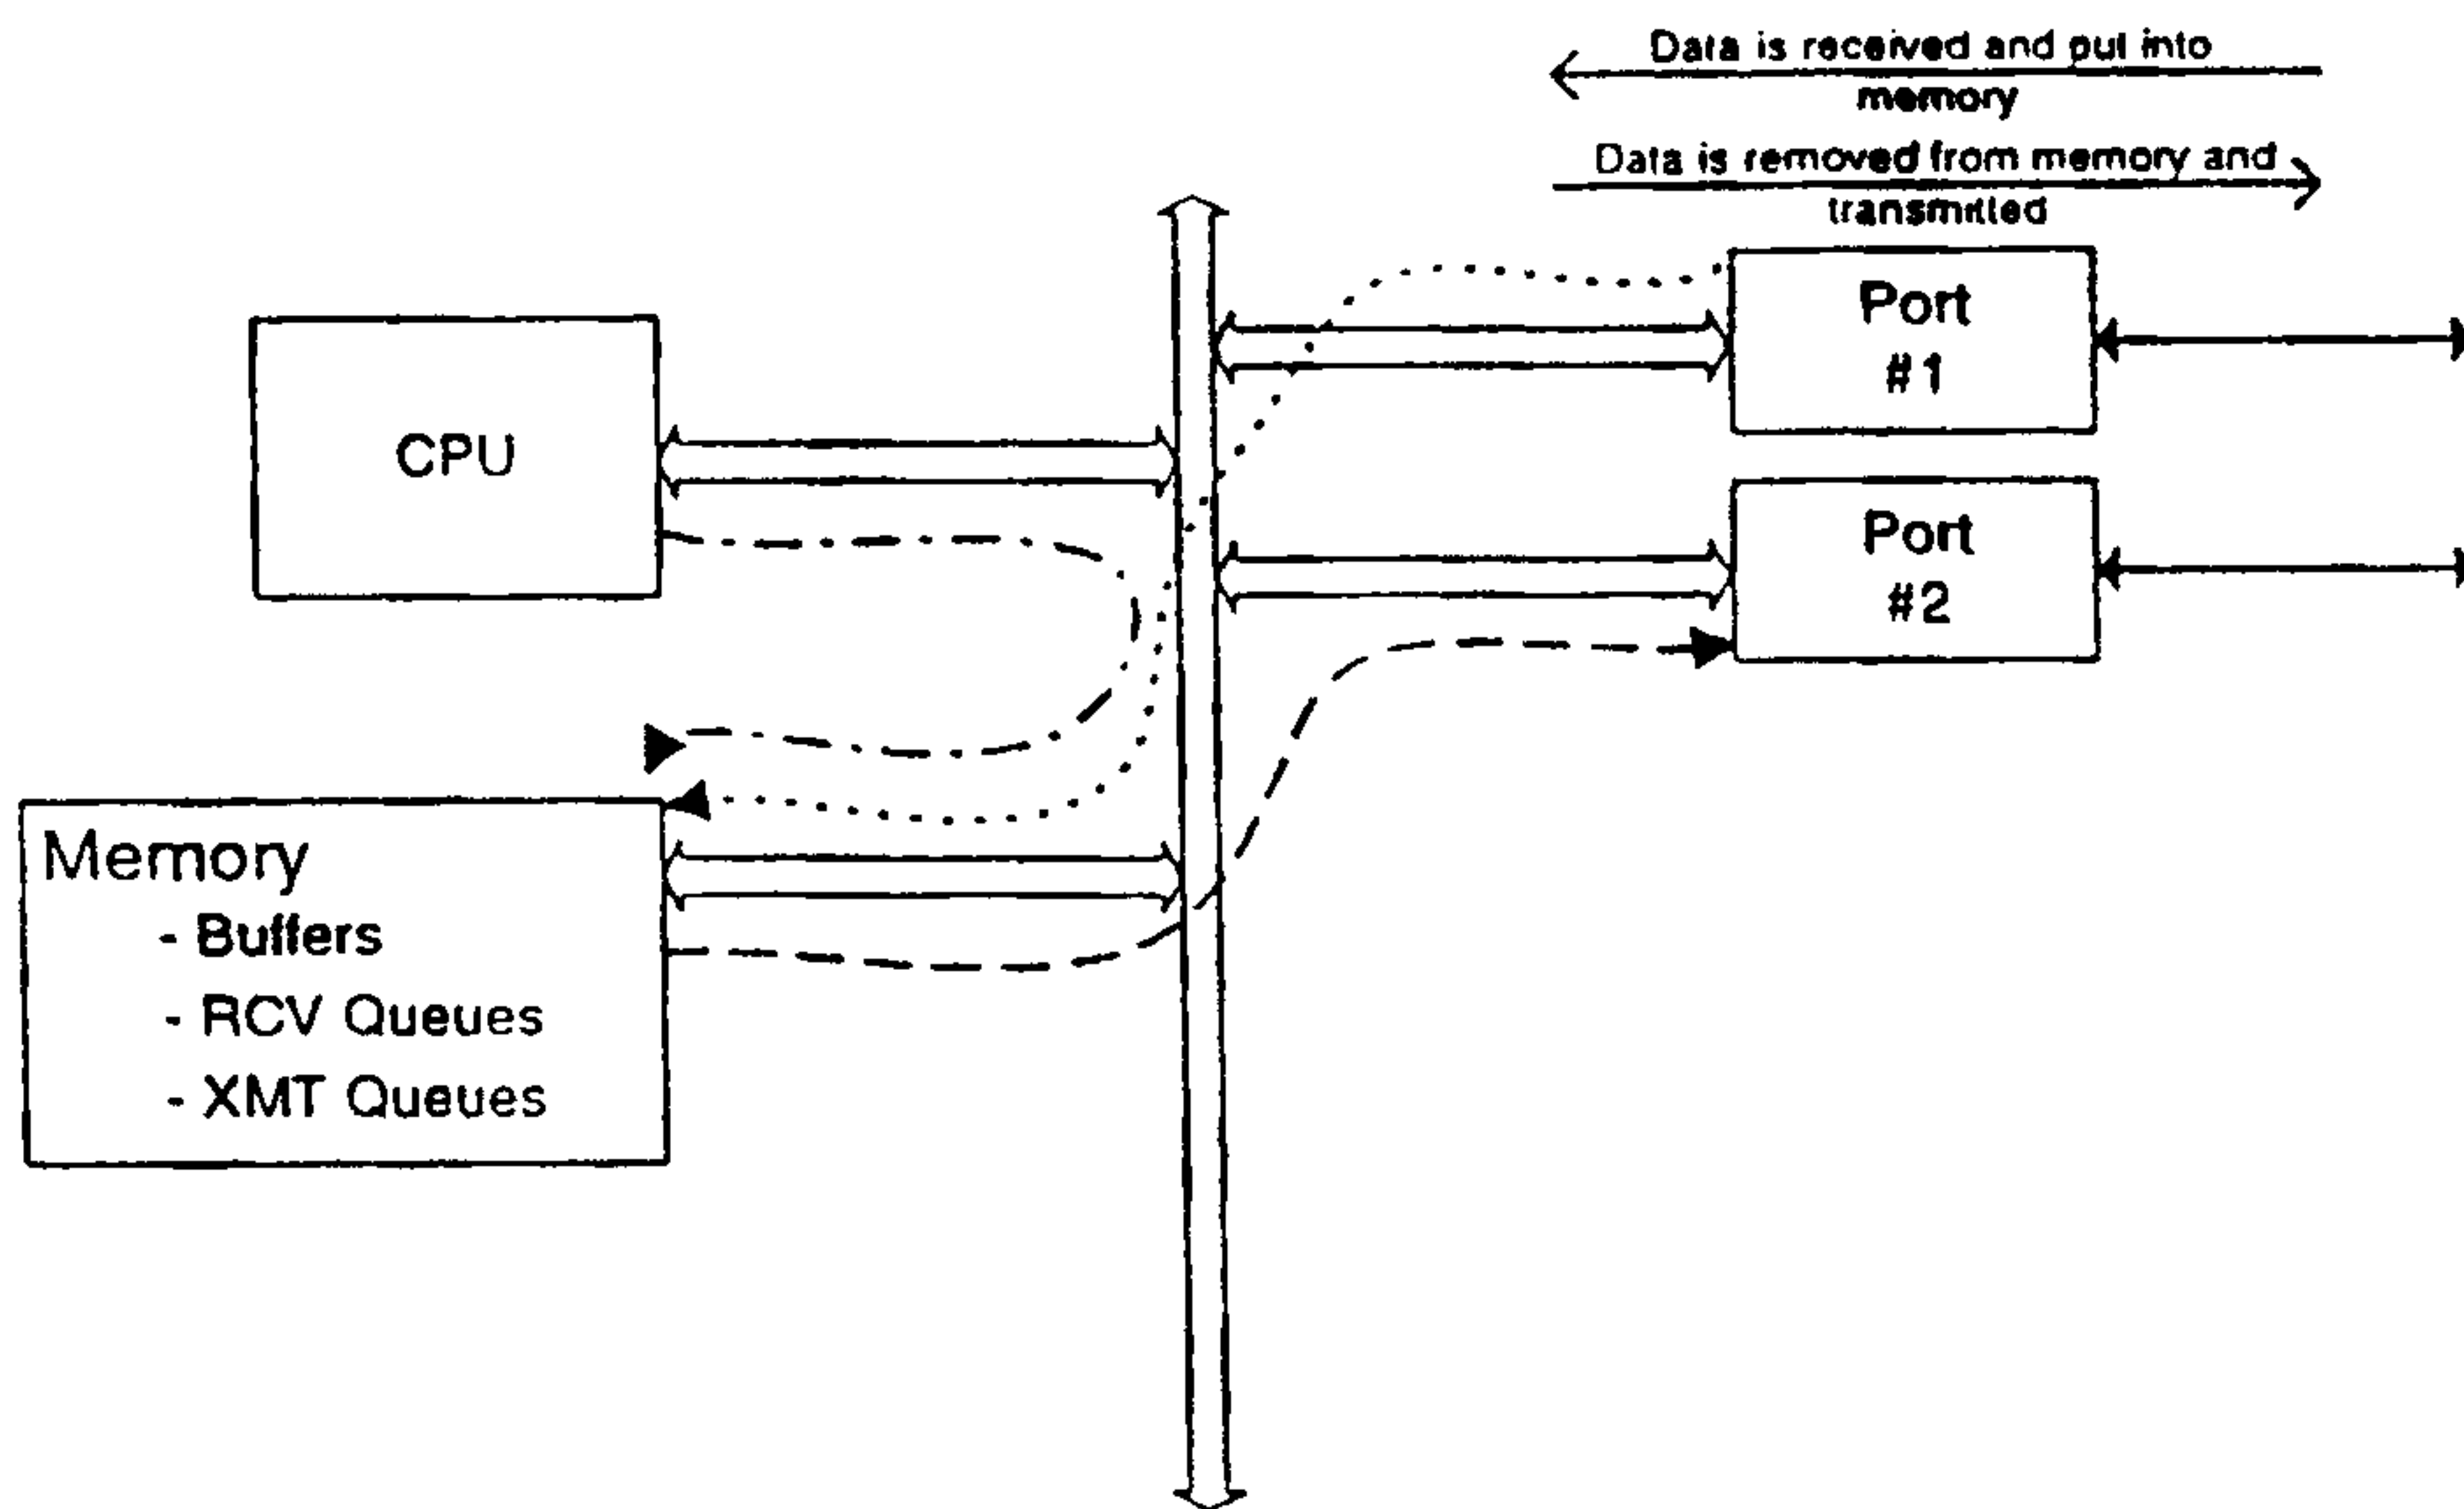 Data is received and put into
memory
Data is removed from memory and
transmitted
Port
#1
CPU
Port
#2
Memory
- Buffers
- RCV Queues
- XMT Queues